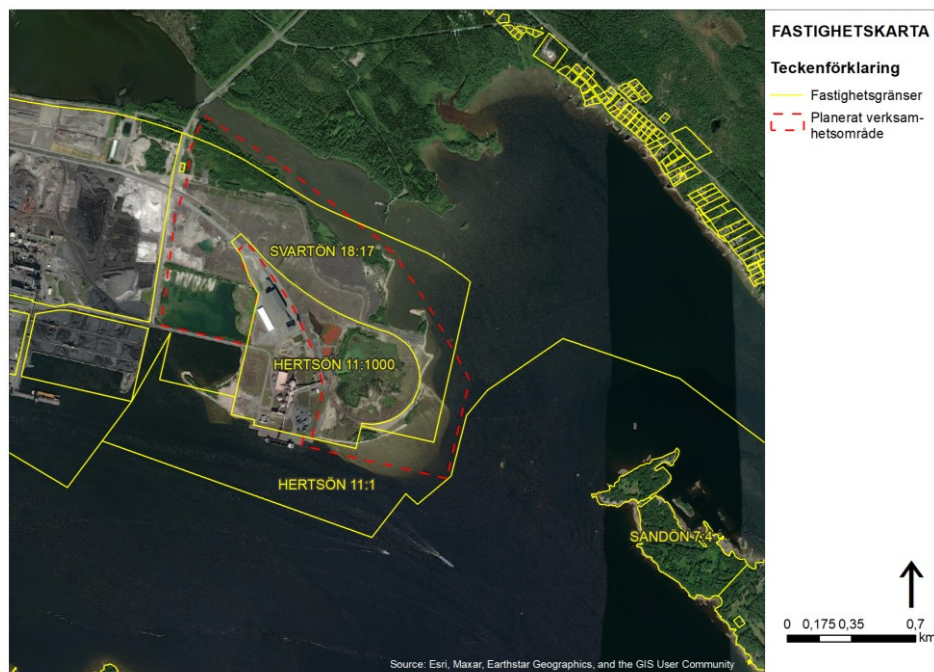 FASTIGHETSKARTA
Teckenförklaring
Fastighetsgränser
Planerat verksam-
hetsområde
SVARTÖN 18:17
HERTSÖN 11:1000
HERTSÖN 11:1
SANDÖN 7:4
0 0,175 0,35 0,7
km
Source: Esri, Maxar, Earthstar Geographics, and the GIS User Community